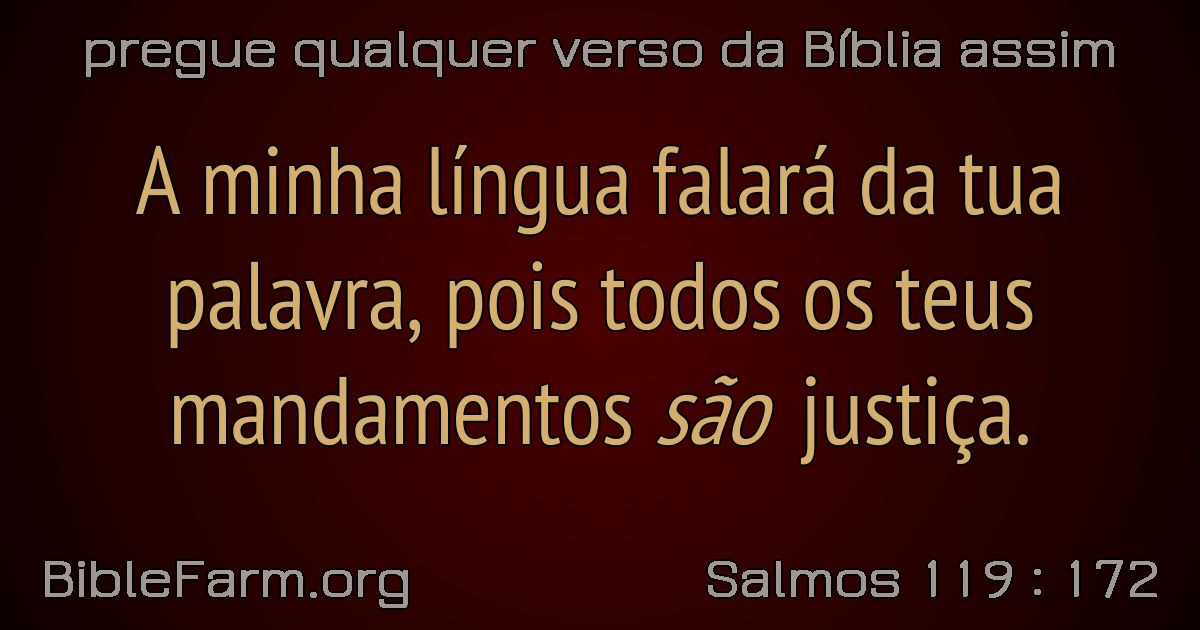 pregue qualquer verso da Bíblia assim
A minha língua falará da tua
palavra, pois todos os teus
mandamentos são justiça.
BibleFarm.org
Salmos 119 : 172